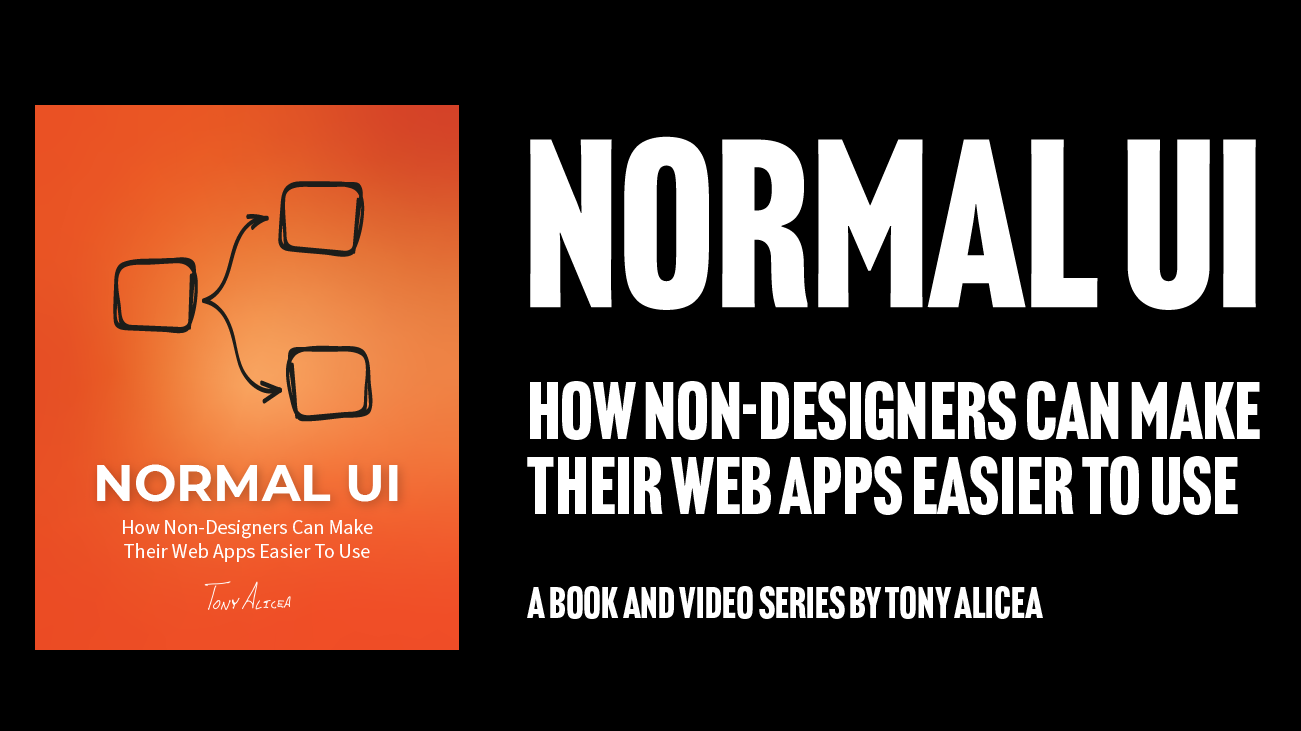 NORMAL UI
How Non-Designers Can Make
Their Web Apps Easier To Use
TONY ALICEA
NORMAL UI
HOW NON-DESIGNERS CAN MAKE
THEIR WEB APPS EASIER TO USE
A BOOK AND VIDEO SERIES BY TONY ALICEA